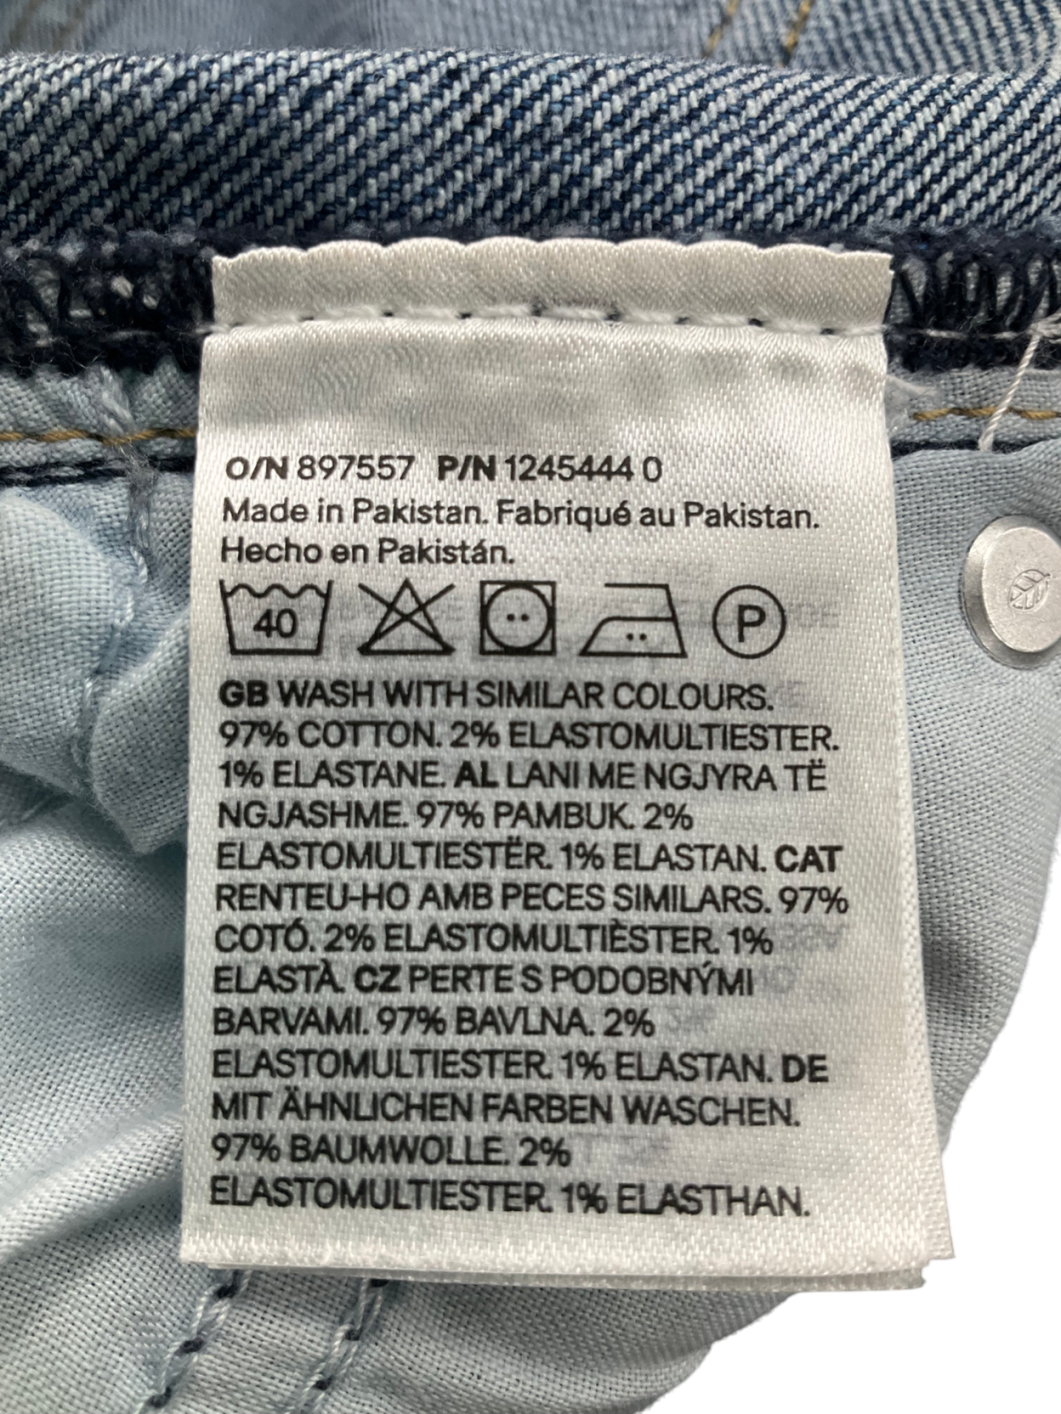 O/N 897557 P/N 1245444 0
Made in Pakistan. Fabriqué au Pakistan.
Hecho en Pakistán.
40 P
GB WASH WITH SIMILAR COLOURS.
97% COTTON. 2% ELASTOMULTIESTER.
1% ELASTANE. AL LANI ME NGJYRA TË
NGJASHME. 97% PAMBUK. 2%
ELASTOMULTIESTËR. 1% ELASTAN. CAT
RENTEU-HO AMB PECES SIMILARS. 97%
COTÓ. 2% ELASTOMULTIÈSTER. 1%
ELASTÀ. CZ PERTE S PODOBNÝMI
BARVAMI. 97% BAVLNA. 2%
ELASTOMULTIESTER. 1% ELASTAN. DE
MIT ÄHNLICHEN FARBEN WASCHEN.
97% BAUMWOLLE. 2%
ELASTOMULTIESTER. 1% ELASTHAN.